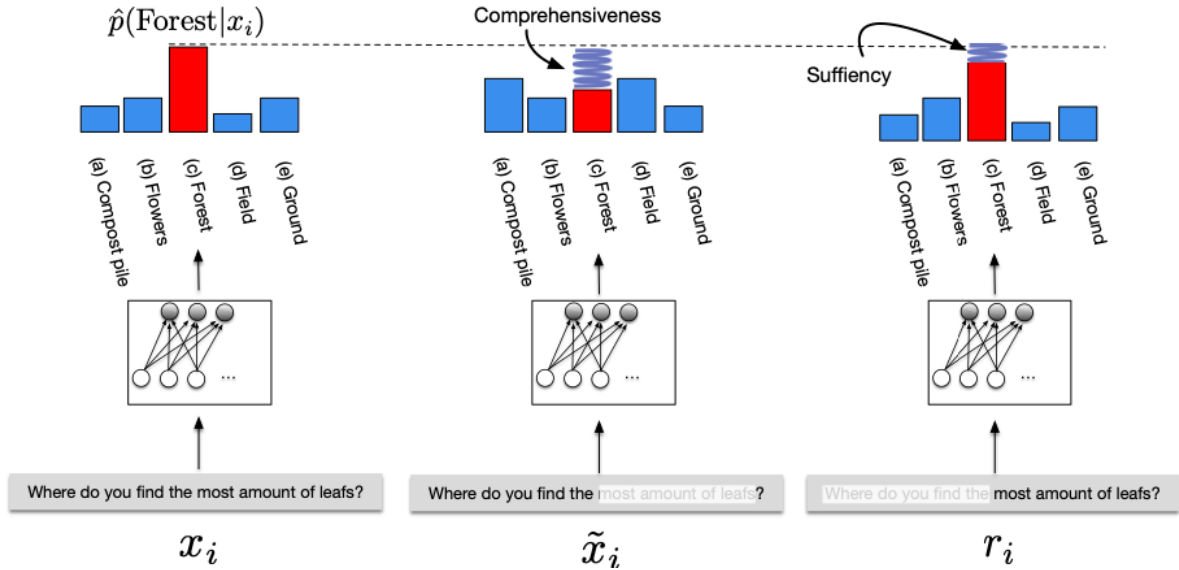 p̂(Forest|xᵢ)
Comprehensiveness
Suffiency
(a) Compost pile
(b) Flowers
(c) Forest
(d) Field
(e) Ground
(a) Compost pile
(b) Flowers
(c) Forest
(d) Field
(e) Ground
(a) Compost pile
(b) Flowers
(c) Forest
(d) Field
(e) Ground
...
...
...
Where do you find the most amount of leafs?
Where do you find the most amount of leafs?
Where do you find the most amount of leafs?
xᵢ
x̃ᵢ
rᵢ